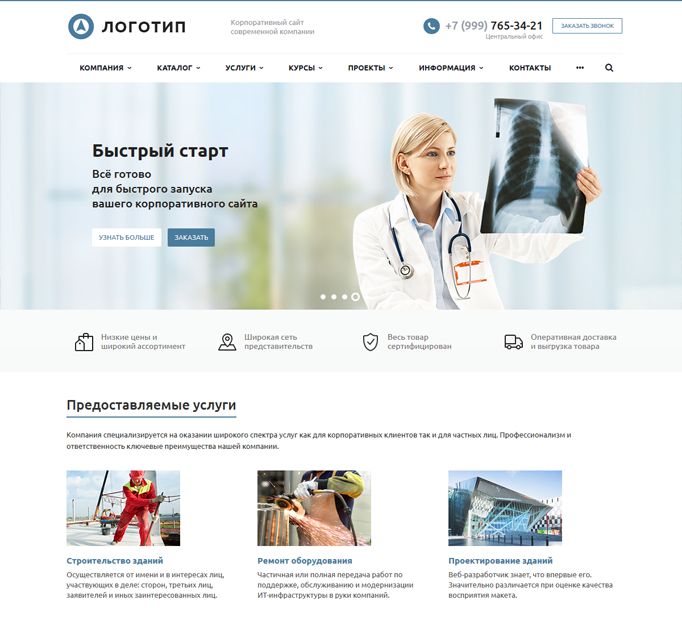 ЛОГОТИП
Корпоративный сайт
современной компании
+7 (999) 765-34-21
Центральный офис
ЗАКАЗАТЬ ЗВОНОК
КОМПАНИЯ КАТАЛОГ УСЛУГИ КУРСЫ ПРОЕКТЫ ИНФОРМАЦИЯ КОНТАКТЫ •••
Быстрый старт
Всё готово
для быстрого запуска
вашего корпоративного сайта
УЗНАТЬ БОЛЬШЕ ЗАКАЗАТЬ
Низкие цены и
широкий ассортимент
Широкая сеть
представительств
Весь товар
сертифицирован
Оперативная доставка
и выгрузка товара
Предоставляемые услуги
Компания специализируется на оказании широкого спектра услуг как для корпоративных клиентов так и для частных лиц. Профессионализм и
ответственность ключевые преимущества нашей компании.
Строительство зданий
Осуществляется от имени и в интересах лиц,
участвующих в деле: сторон, третьих лиц,
заявителей и иных заинтересованных лиц.
Ремонт оборудования
Частичная или полная передача работ по
поддержке, обслуживанию и модернизации
ИТ-инфраструктуры в руки компаний.
Проектирование зданий
Веб-разработчик знает, что впервые его.
Значительно различается при оценке качества
восприятия макета.